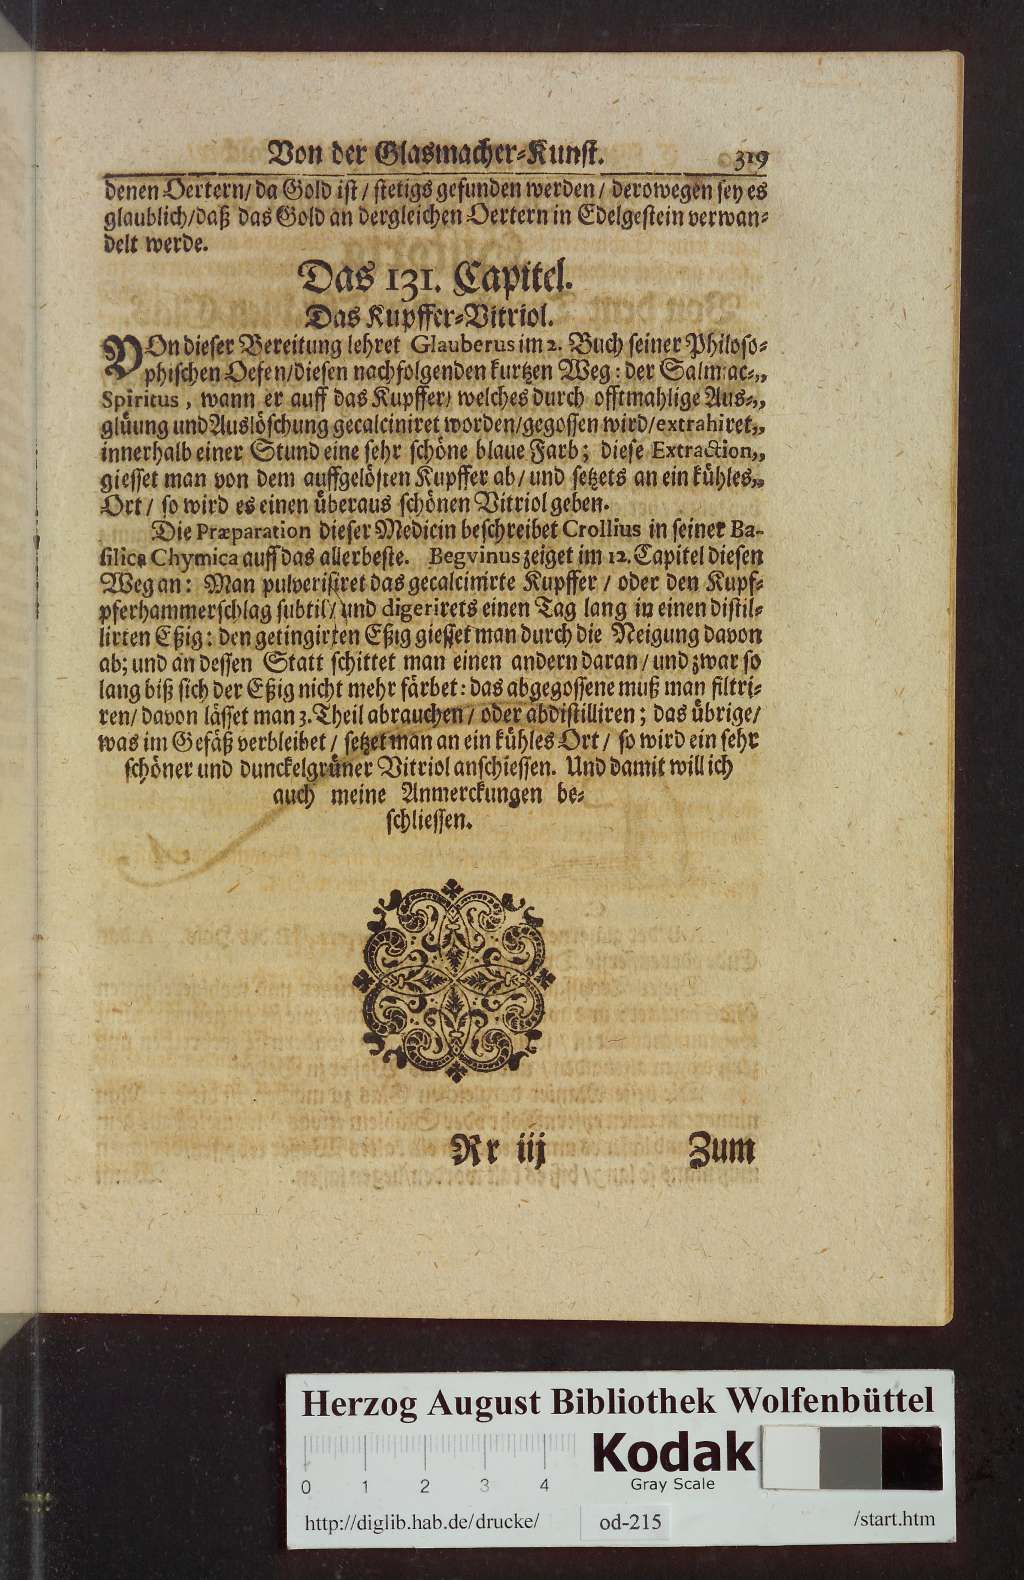 Von der Glasmacher-Kunst. 319
denen Oertern/ da Gold ist/ stetigs gefunden werden/ derowegen sey es
glaublich/ daß das Gold an dergleichen Oertern in Edelgestein verwan-
delt werde.
Das 131. Capitel.
Das Kupffer-Vitriol.
VOn dieser Bereitung lehret Glauberus im 2. Buch seiner Philoso-
phischen Oefen/ diesen nachfolgenden kurtzen Weg: der Salmiac-„
Spiritus, wann er auff das Kupffer/ welches durch offtmahlige Aus-„
glüung und Auslöschung gecalciniret worden/ gegossen wird/ extrahiret„
innerhalb einer Stund eine sehr schöne blaue Farb; diese Extraction„
giesset man von dem auffgelösten Kupffer ab/ und setzets an ein kühles„
Ort/ so wird es einen überaus schönen Vitriol geben.
Die Præparation dieser Medicin beschreibet Crollius in seiner Ba-
silica Chymica auff das allerbeste. Begvinus zeiget im 12. Capitel diesen
Weg an: Man pulverisiret das gecalcinirte Kupffer / oder den Kupf-
pferhammerschlag subtil/ und digerirets einen Tag lang in einen distil-
lirten Eßig: den getingirten Eßig giesset man durch die Neigung davon
ab; und an dessen Statt schittet man einen andern daran/ und zwar so
lang biß sich der Eßig nicht mehr färbet: das abgegossene muß man filtri-
ren/ davon lässet man 3. Theil abrauchen/ oder abdistilliren; das übrige/
was im Gefäß verbleibet/ setzet man an ein kühles Ort/ so wird ein sehr
schöner und dunckelgrüner Vitriol anschiessen. Und damit will ich
auch meine Anmerckungen be-
schliessen.
Rr iij Zum
Herzog August Bibliothek Wolfenbüttel
0 1 2 3 4
Kodak
Gray Scale
http://diglib.hab.de/drucke/ od-215 /start.htm